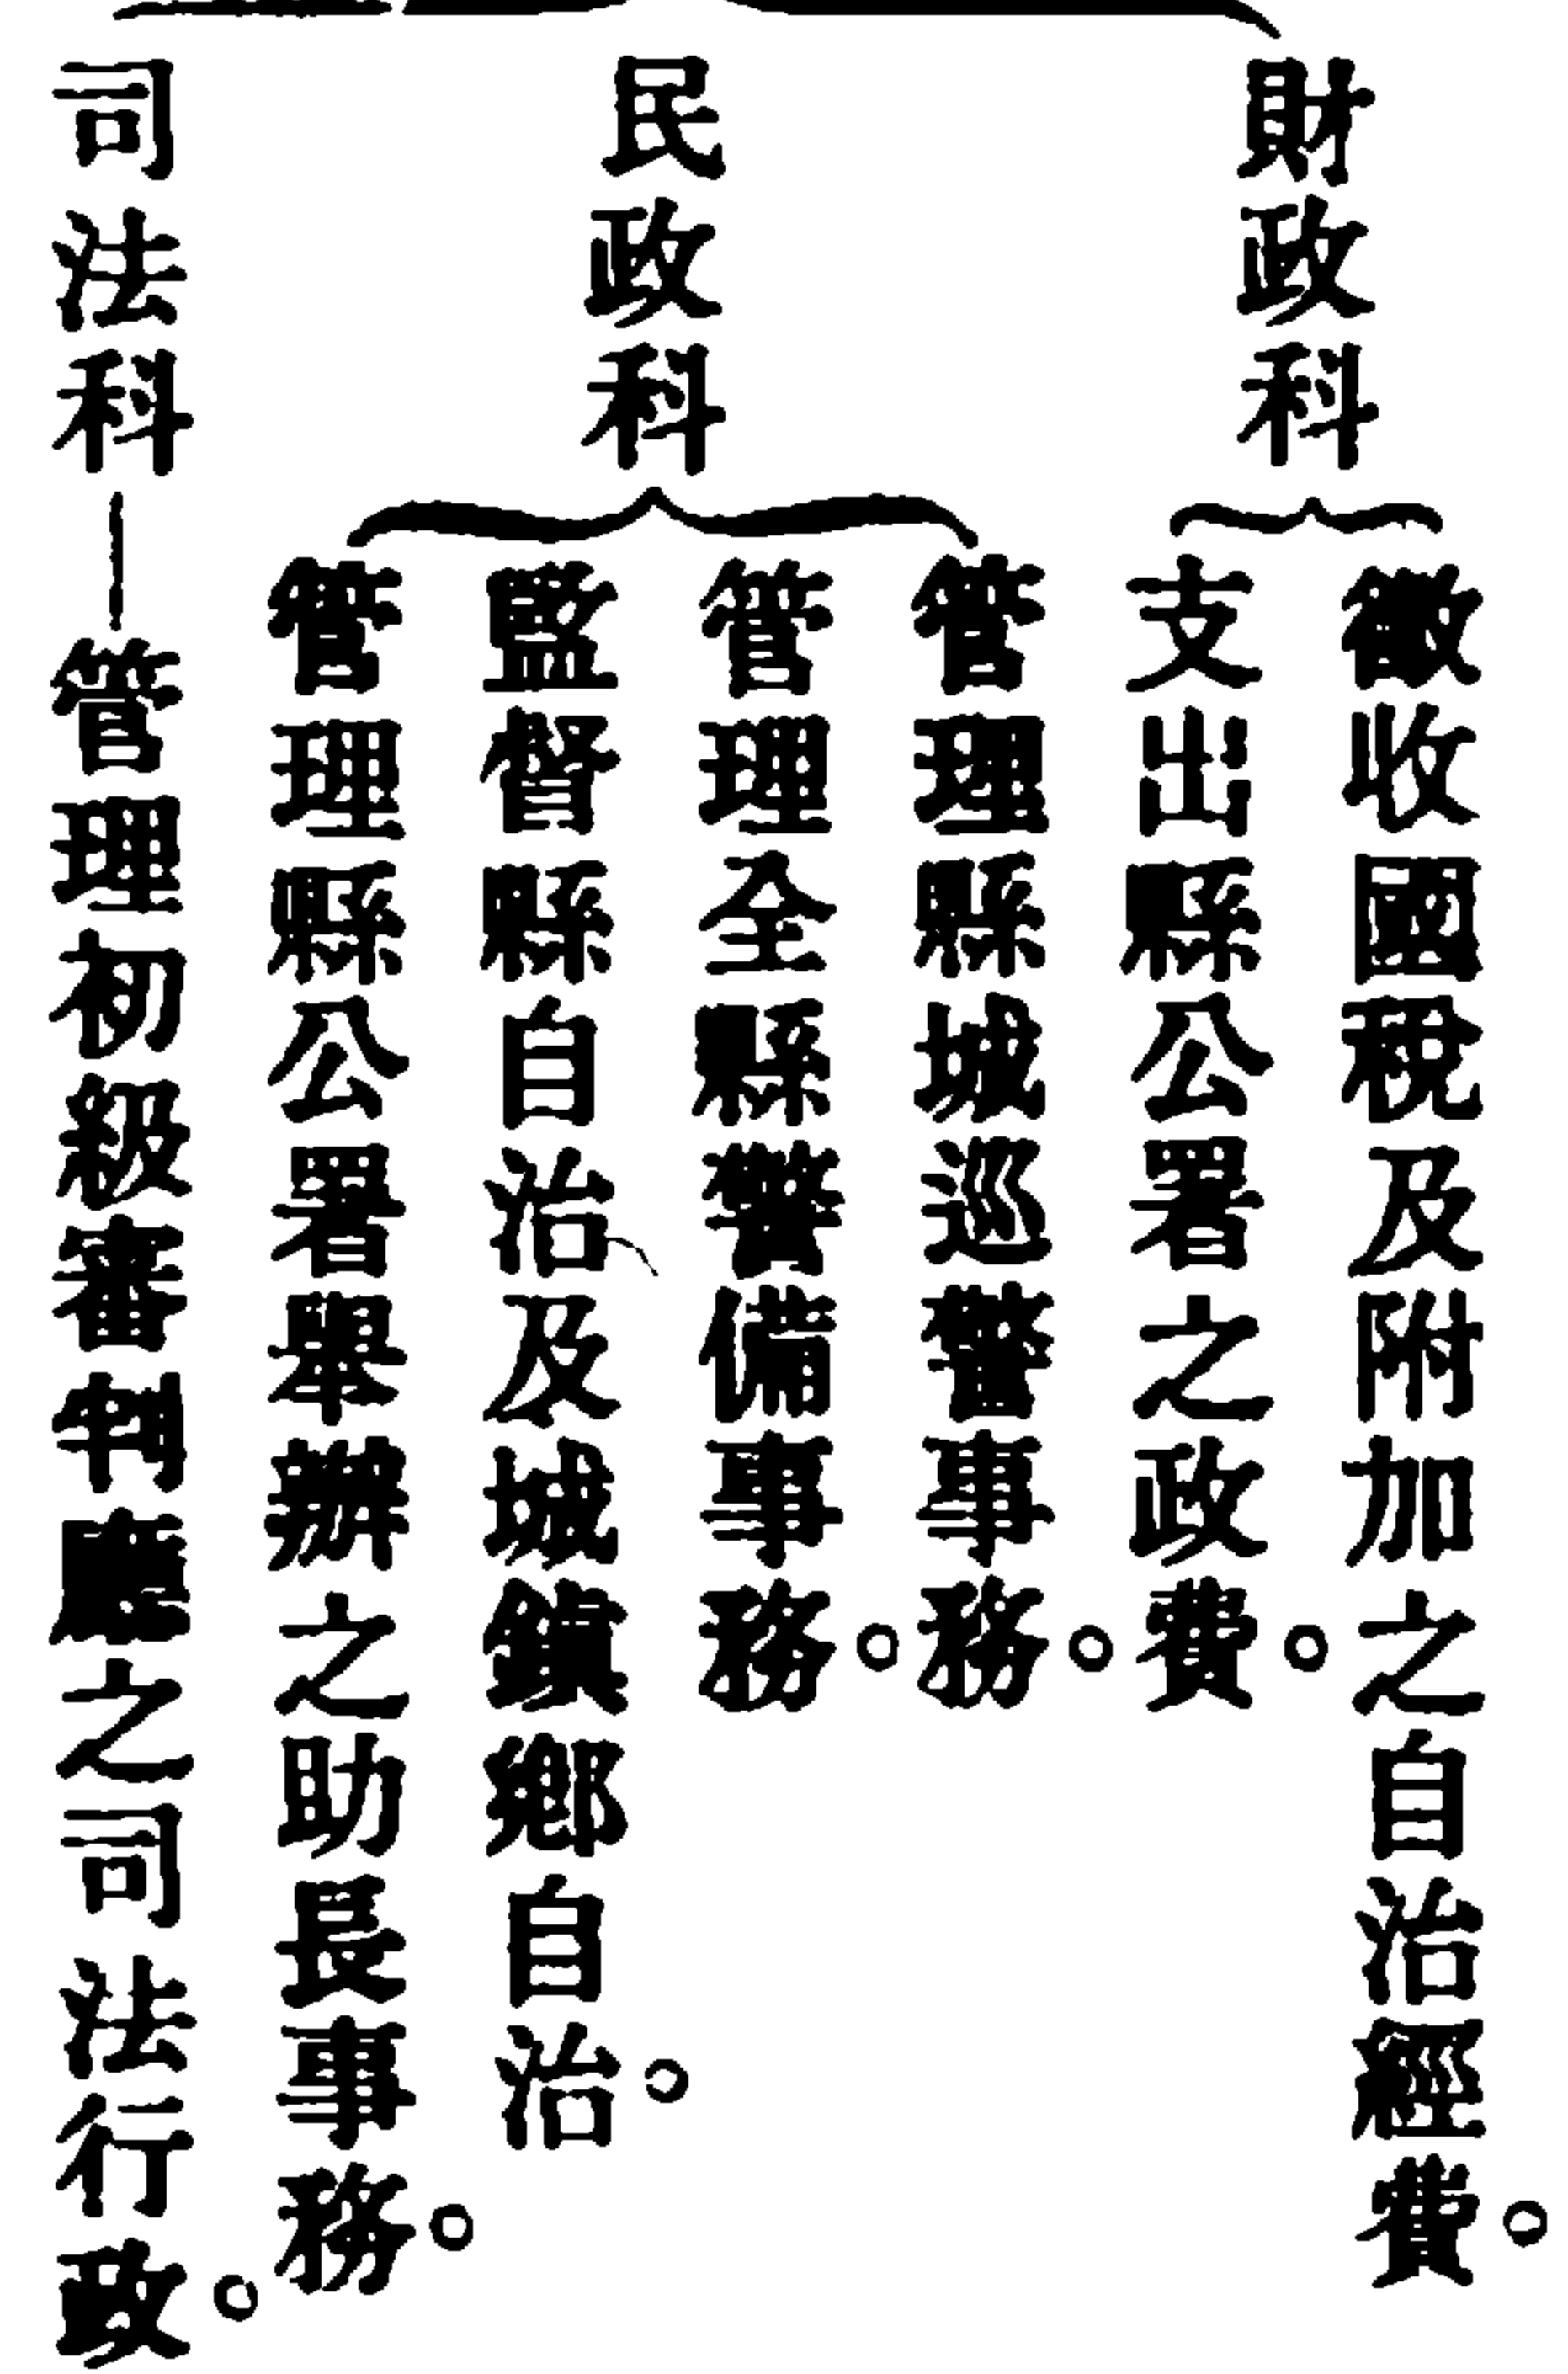 財政科
徵收國稅及附加之自治經費。
支出縣公署之政費。
民政科
管理縣城巡警事務。
管理全縣警備事務。
監督縣自治及城鎮鄉自治。
管理縣公署舉辦之助長事務。
司法科
管理初級審判廳之司法行政。